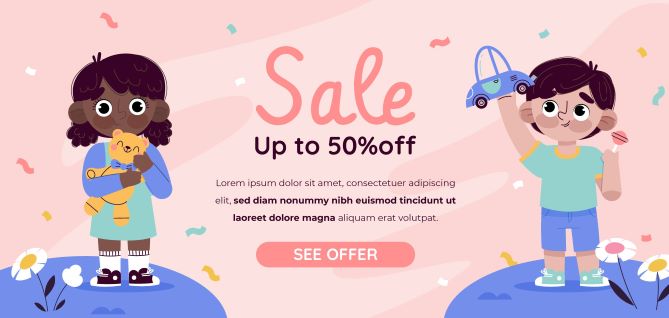 Sale
Up to 50%off
Lorem ipsum dolor sit amet, consectetuer adipiscing
elit, sed diam nonummy nibh euismod tincidunt ut
laoreet dolore magna aliquam erat volutpat.
SEE OFFER